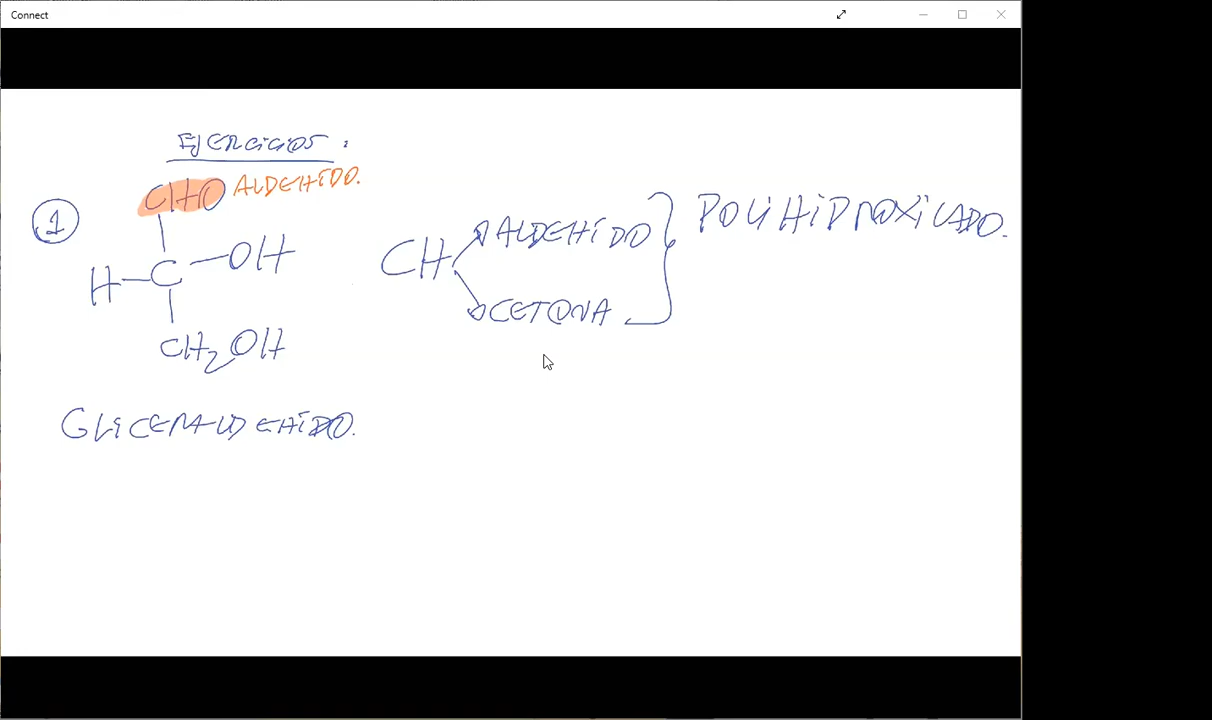 Connect
EJERCICIOS :
1
CHO ALDEHIDO.
H-C-OH
CH2OH
GLICERALDEHIDO.
CH
ALDEHIDO
CETONA
POLIHIDROXILADO.